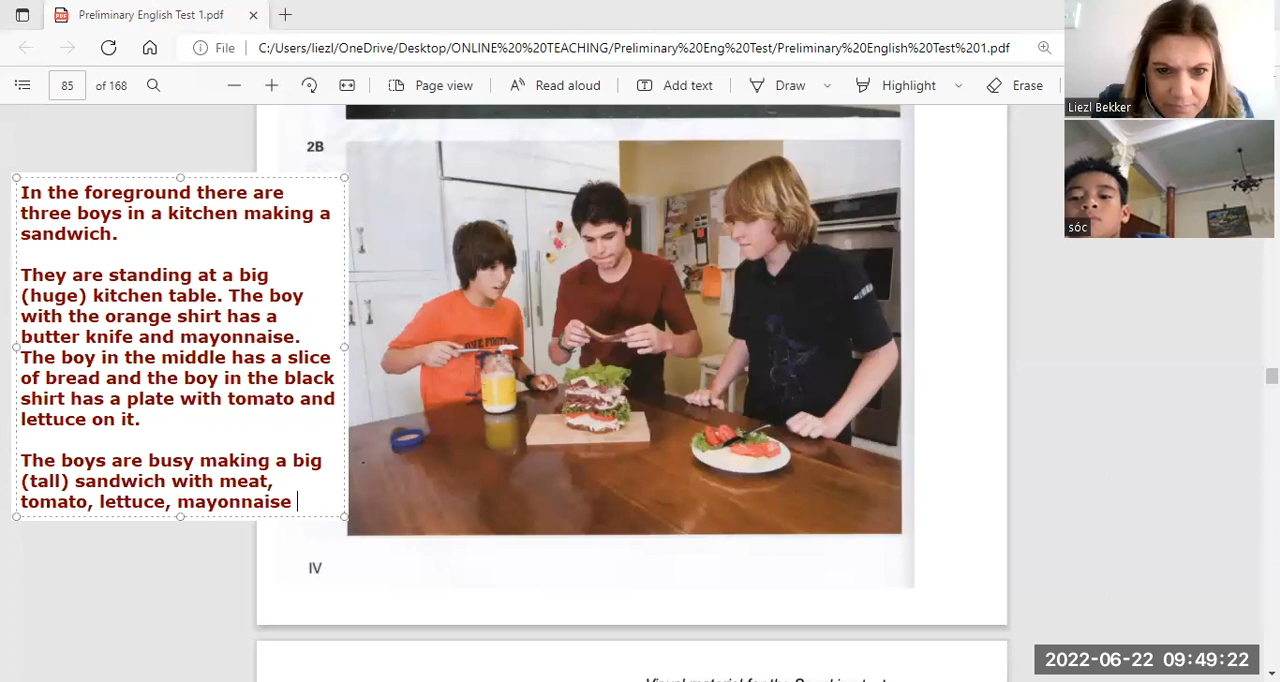 Preliminary English Test 1.pdf
File
C:/Users/liezl/OneDrive/Desktop/ONLINE%20%20TEACHING/Preliminary%20Eng%20Test/Preliminary%20English%20Test%201.pdf
85 of 168
Page view
Read aloud
Add text
Draw
Highlight
Erase
Liezl Bekker
sóc
2B
In the foreground there are
three boys in a kitchen making a
sandwich.
They are standing at a big
(huge) kitchen table. The boy
with the orange shirt has a
butter knife and mayonnaise.
The boy in the middle has a slice
of bread and the boy in the black
shirt has a plate with tomato and
lettuce on it.
The boys are busy making a big
(tall) sandwich with meat,
tomato, lettuce, mayonnaise
IV
2022-06-22 09:49:22